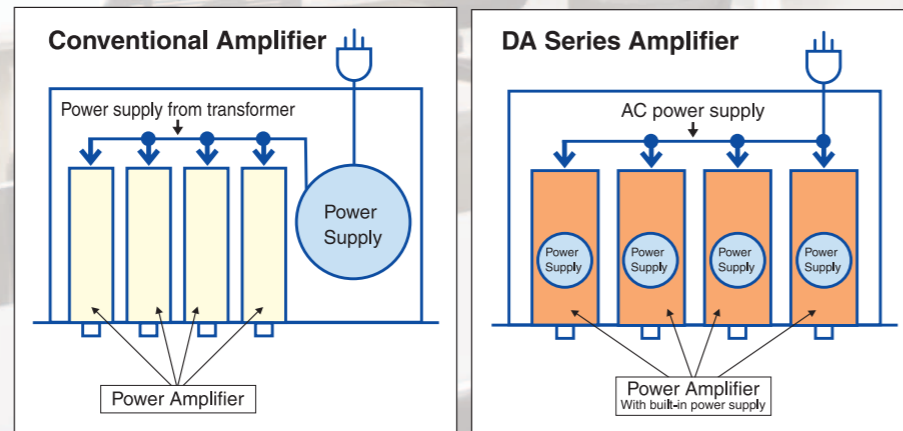 Conventional Amplifier
Power supply from transformer
Power
Supply
Power Amplifier
DA Series Amplifier
AC power supply
Power
Supply
Power
Supply
Power
Supply
Power
Supply
Power Amplifier
With built-in power supply